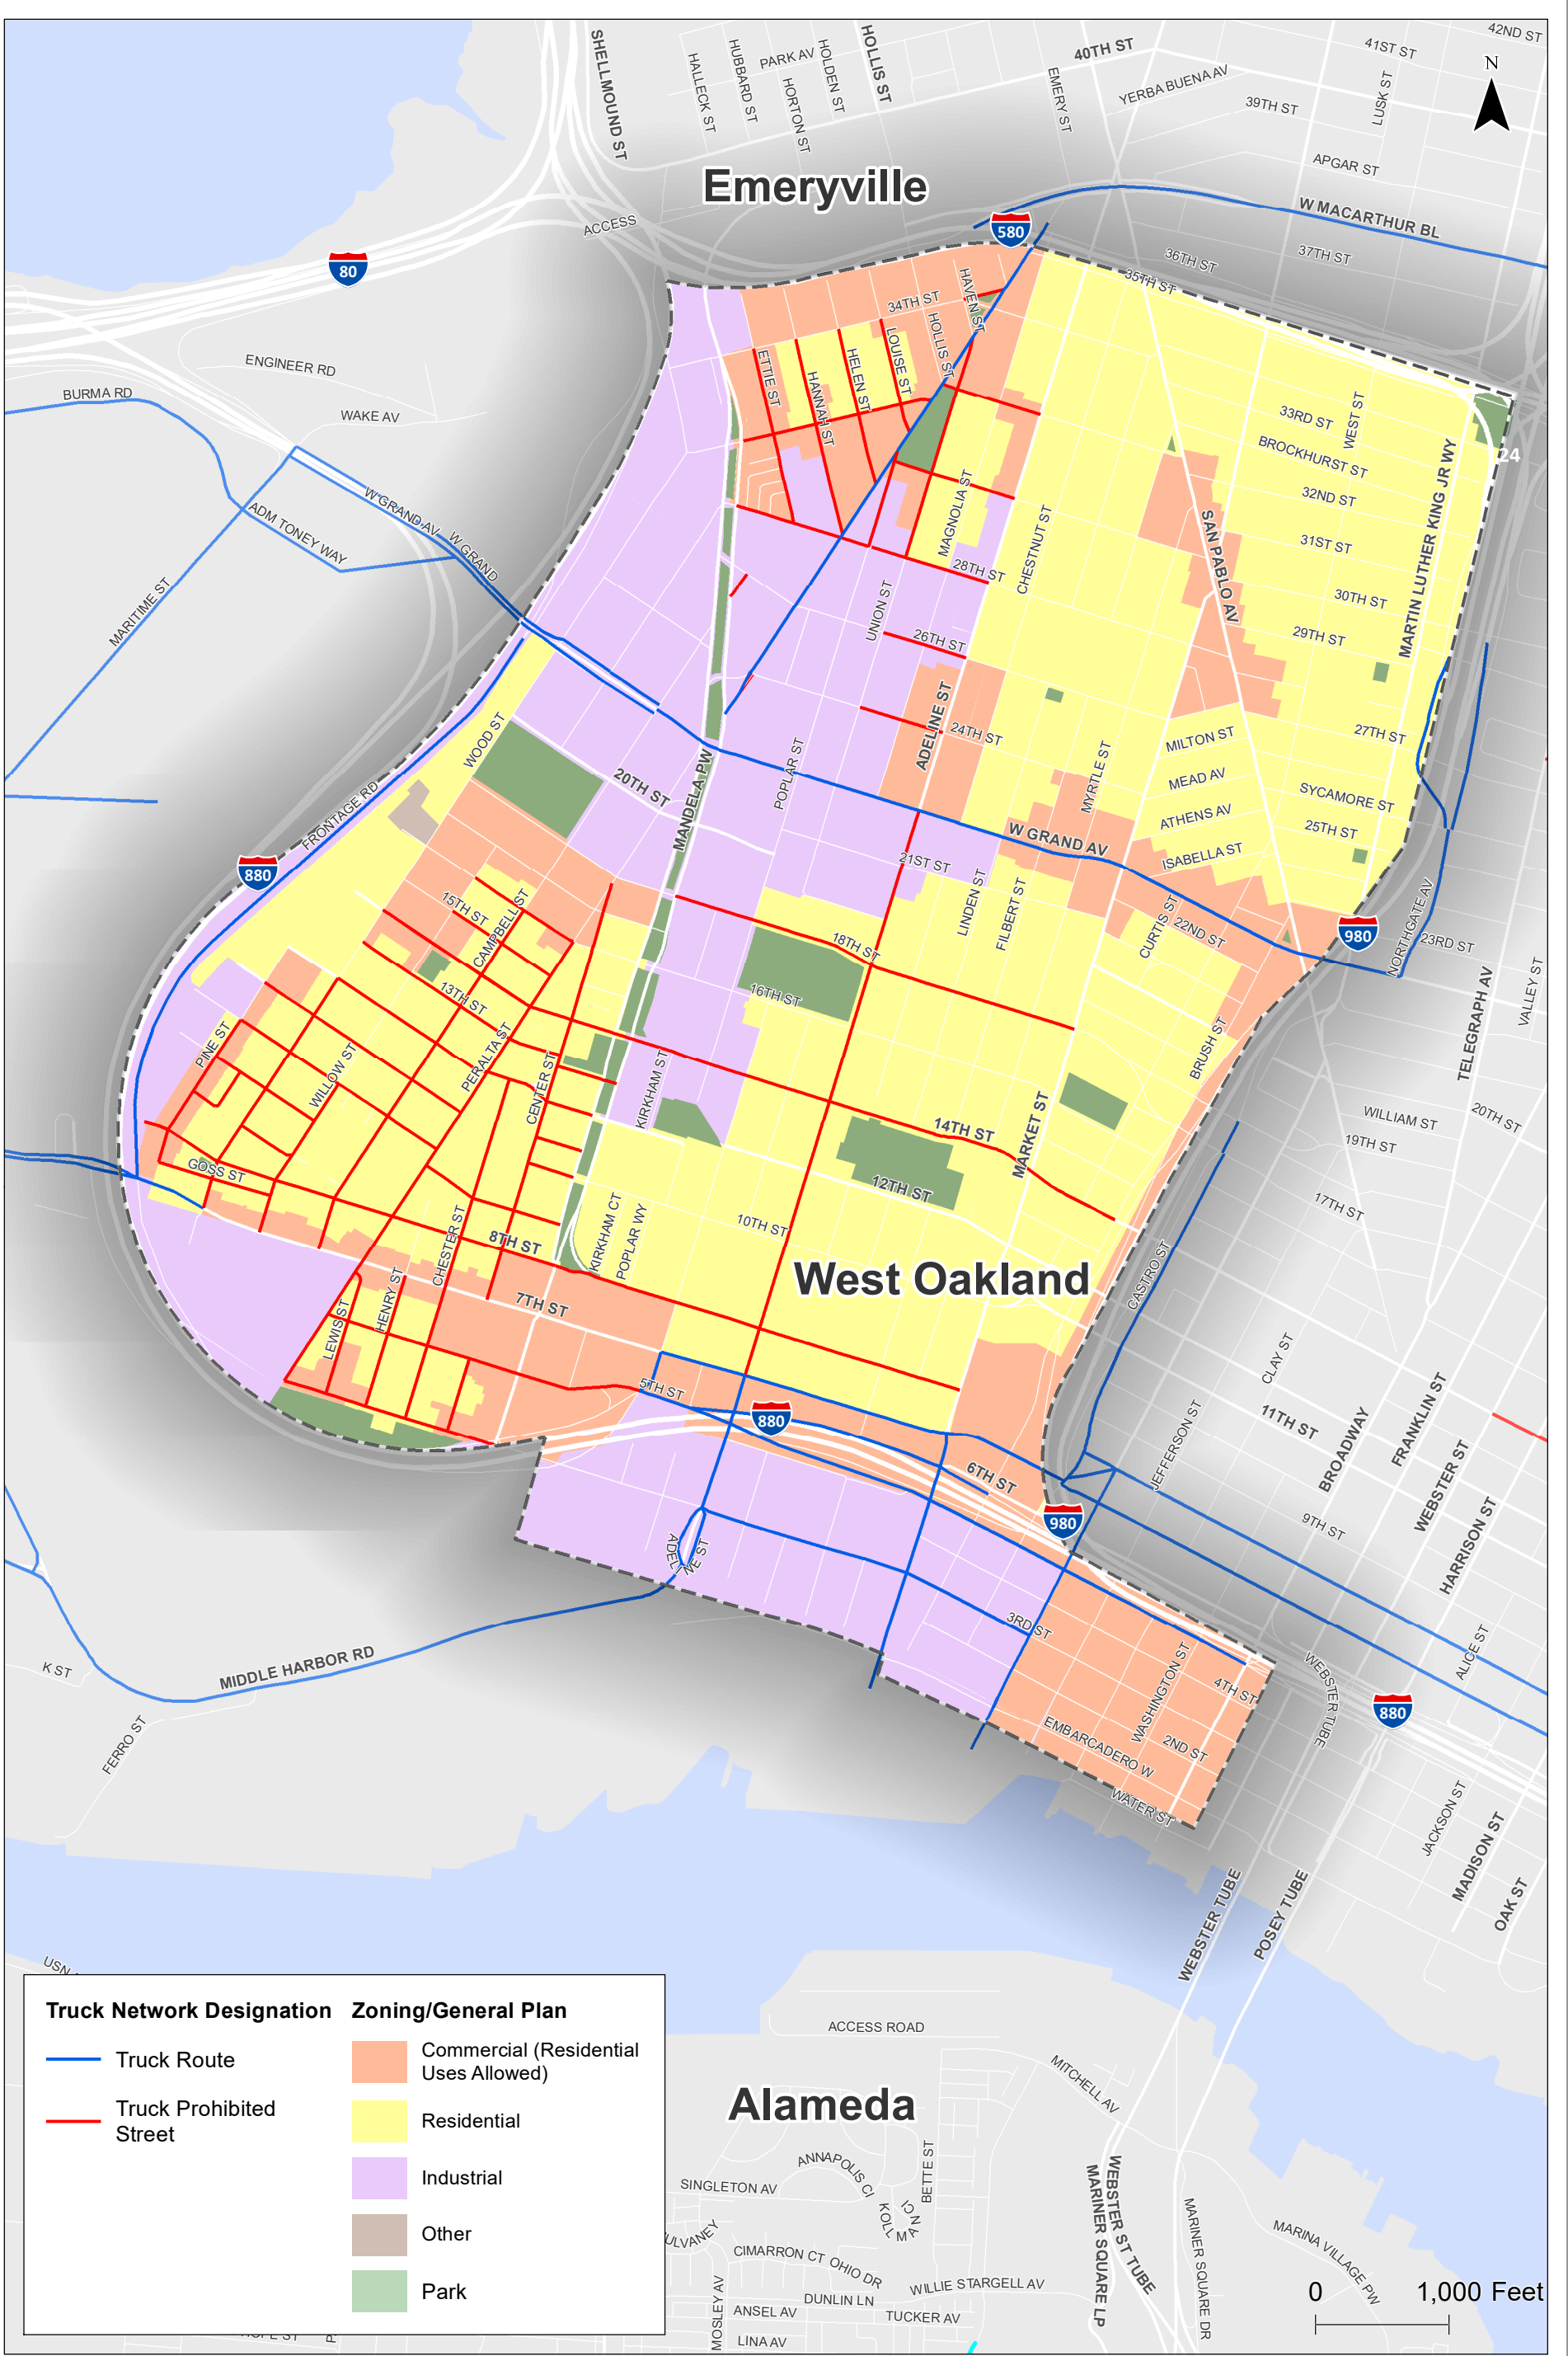 42ND ST
41ST ST
40TH ST
SHELLMOUND ST
HALLECK ST
HUBBARD ST
PARK AV
HORTON ST
HOLDEN ST
HOLLIS ST
EMERY ST
YERBA BUENA AV
39TH ST
LUSK ST
N
APGAR ST
Emeryville
W MACARTHUR BL
37TH ST
36TH ST
35TH ST
ACCESS
580
80
ENGINEER RD
WAKE AV
BURMA RD
W GRAND AV
W GRAND
ADM TONEY WAY
MARITIME ST
34TH ST
HAVEN ST
HOLLIS ST
LOUISE ST
HELEN ST
HANNAH ST
ETTIE ST
33RD ST
WEST ST
BROCKHURST ST
32ND ST
31ST ST
30TH ST
29TH ST
24
MARTIN LUTHER KING JR WY
SAN PABLO AV
CHESTNUT ST
MAGNOLIA ST
28TH ST
UNION ST
26TH ST
ADELINE ST
24TH ST
27TH ST
MILTON ST
MEAD AV
ATHENS AV
ISABELLA ST
SYCAMORE ST
25TH ST
MYRTLE ST
W GRAND AV
WOOD ST
20TH ST
MANDELA PW
POPLAR ST
FRONTAGE RD
880
21ST ST
LINDEN ST
FILBERT ST
CURTIS ST
22ND ST
980
NORTHGATE AV
23RD ST
TELEGRAPH AV
VALLEY ST
15TH ST
CAMPBELL ST
18TH ST
16TH ST
13TH ST
PERALTA ST
CENTER ST
KIRKHAM ST
PINE ST
WILLOW ST
BRUSH ST
MARKET ST
14TH ST
12TH ST
10TH ST
WILLIAM ST
20TH ST
19TH ST
17TH ST
GOSS ST
8TH ST
CHESTER ST
KIRKHAM CT
POPLAR WY
West Oakland
CASTRO ST
7TH ST
HENRY ST
LEWIS ST
5TH ST
880
6TH ST
980
CLAY ST
11TH ST
JEFFERSON ST
BROADWAY
FRANKLIN ST
WEBSTER ST
HARRISON ST
9TH ST
ALICE ST
ADELINE ST
3RD ST
4TH ST
WASHINGTON ST
2ND ST
EMBARCADERO W
WATER ST
WEBSTER TUBE
880
K ST
MIDDLE HARBOR RD
FERRO ST
JACKSON ST
MADISON ST
OAK ST
WEBSTER TUBE
POSEY TUBE
ACCESS ROAD
MITCHELL AV
Alameda
ANNAPOLIS CI
BETTE ST
SINGLETON AV
KOLLMAN CI
CIMARRON CT
OHIO DR
WILLIE STARGELL AV
DUNLIN LN
ANSEL AV
TUCKER AV
LINA AV
MOSLEY AV
WEBSTER ST TUBE
MARINER SQUARE LP
MARINER SQUARE DR
MARINA VILLAGE PW
0 1,000 Feet
Truck Network Designation
Truck Route
Truck Prohibited
Street
Zoning/General Plan
Commercial (Residential
Uses Allowed)
Residential
Industrial
Other
Park